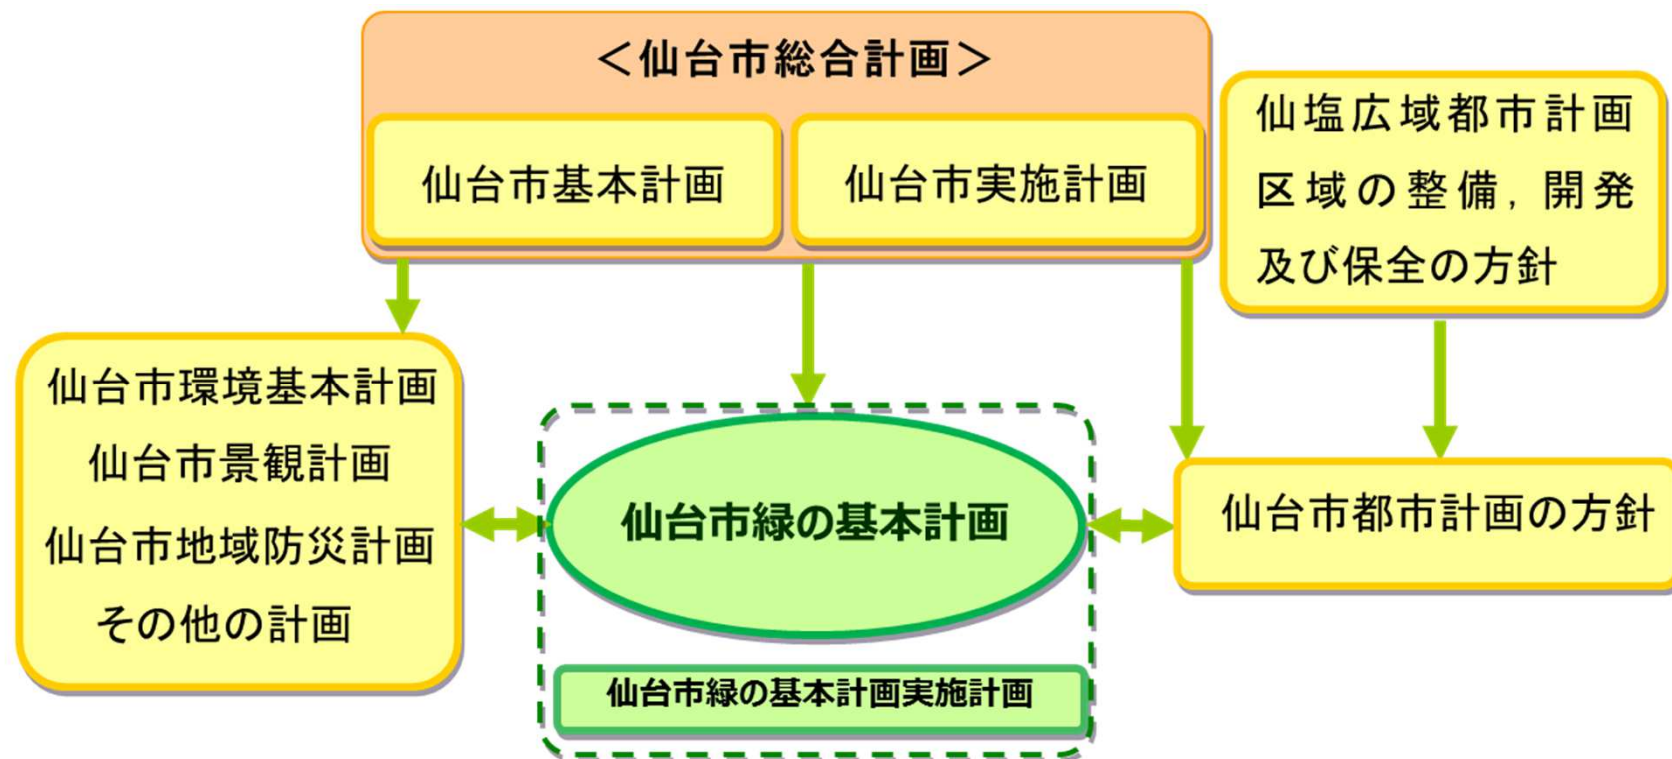 ＜仙台市総合計画＞
仙台市基本計画
仙台市実施計画
仙塩広域都市計画
区域の整備，開発
及び保全の方針
仙台市環境基本計画
仙台市景観計画
仙台市地域防災計画
その他の計画
仙台市緑の基本計画
仙台市都市計画の方針
仙台市緑の基本計画実施計画